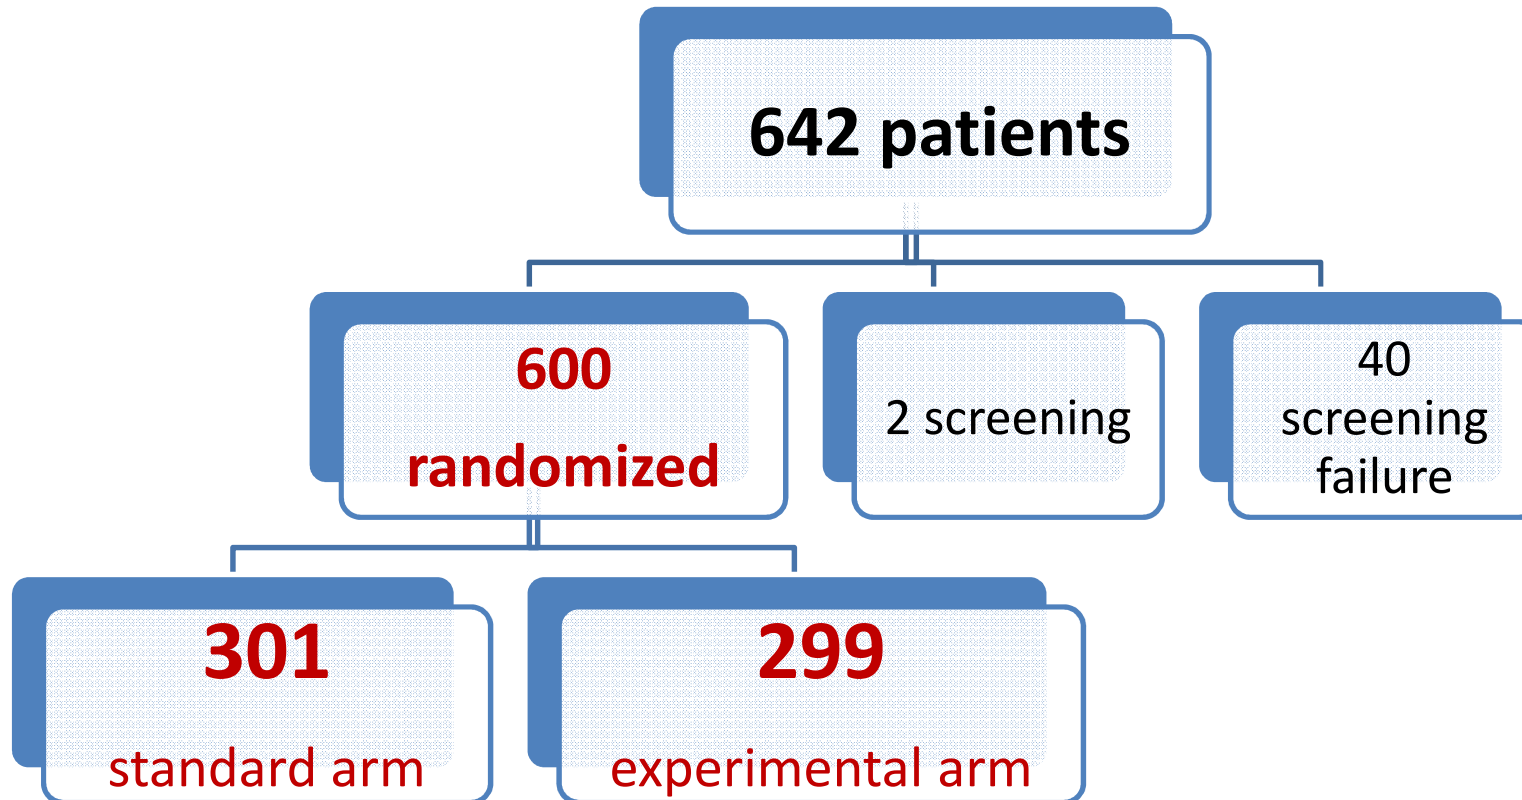 642 patients
600
randomized
2 screening
40
screening
failure
301
standard arm
299
experimental arm